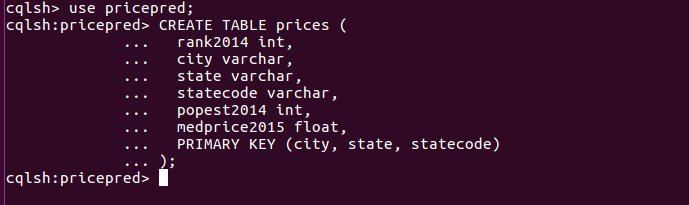 cqlsh> use pricepred;
cqlsh:pricepred> CREATE TABLE prices (
             ...   rank2014 int,
             ...   city varchar,
             ...   state varchar,
             ...   statecode varchar,
             ...   popest2014 int,
             ...   medprice2015 float,
             ...   PRIMARY KEY (city, state, statecode)
             ... );
cqlsh:pricepred>